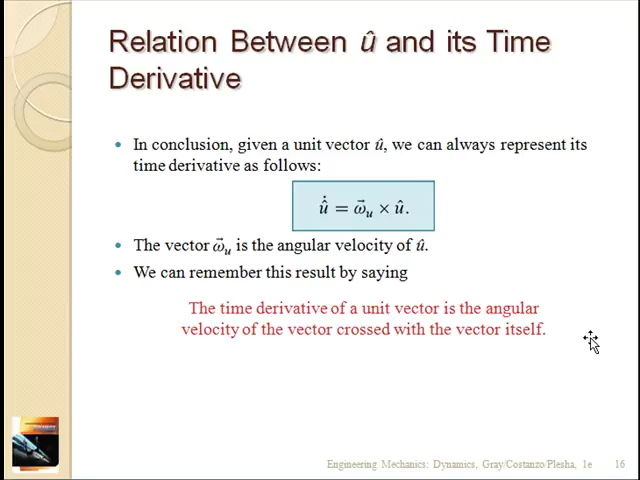 Relation Between û and its Time
Derivative
• In conclusion, given a unit vector û, we can always represent its
time derivative as follows:
û̇ = ω⃗ᵤ × û.
• The vector ω⃗ᵤ is the angular velocity of û.
• We can remember this result by saying
The time derivative of a unit vector is the angular
velocity of the vector crossed with the vector itself.
Engineering Mechanics: Dynamics, Gray/Costanzo/Plesha, 1e 16